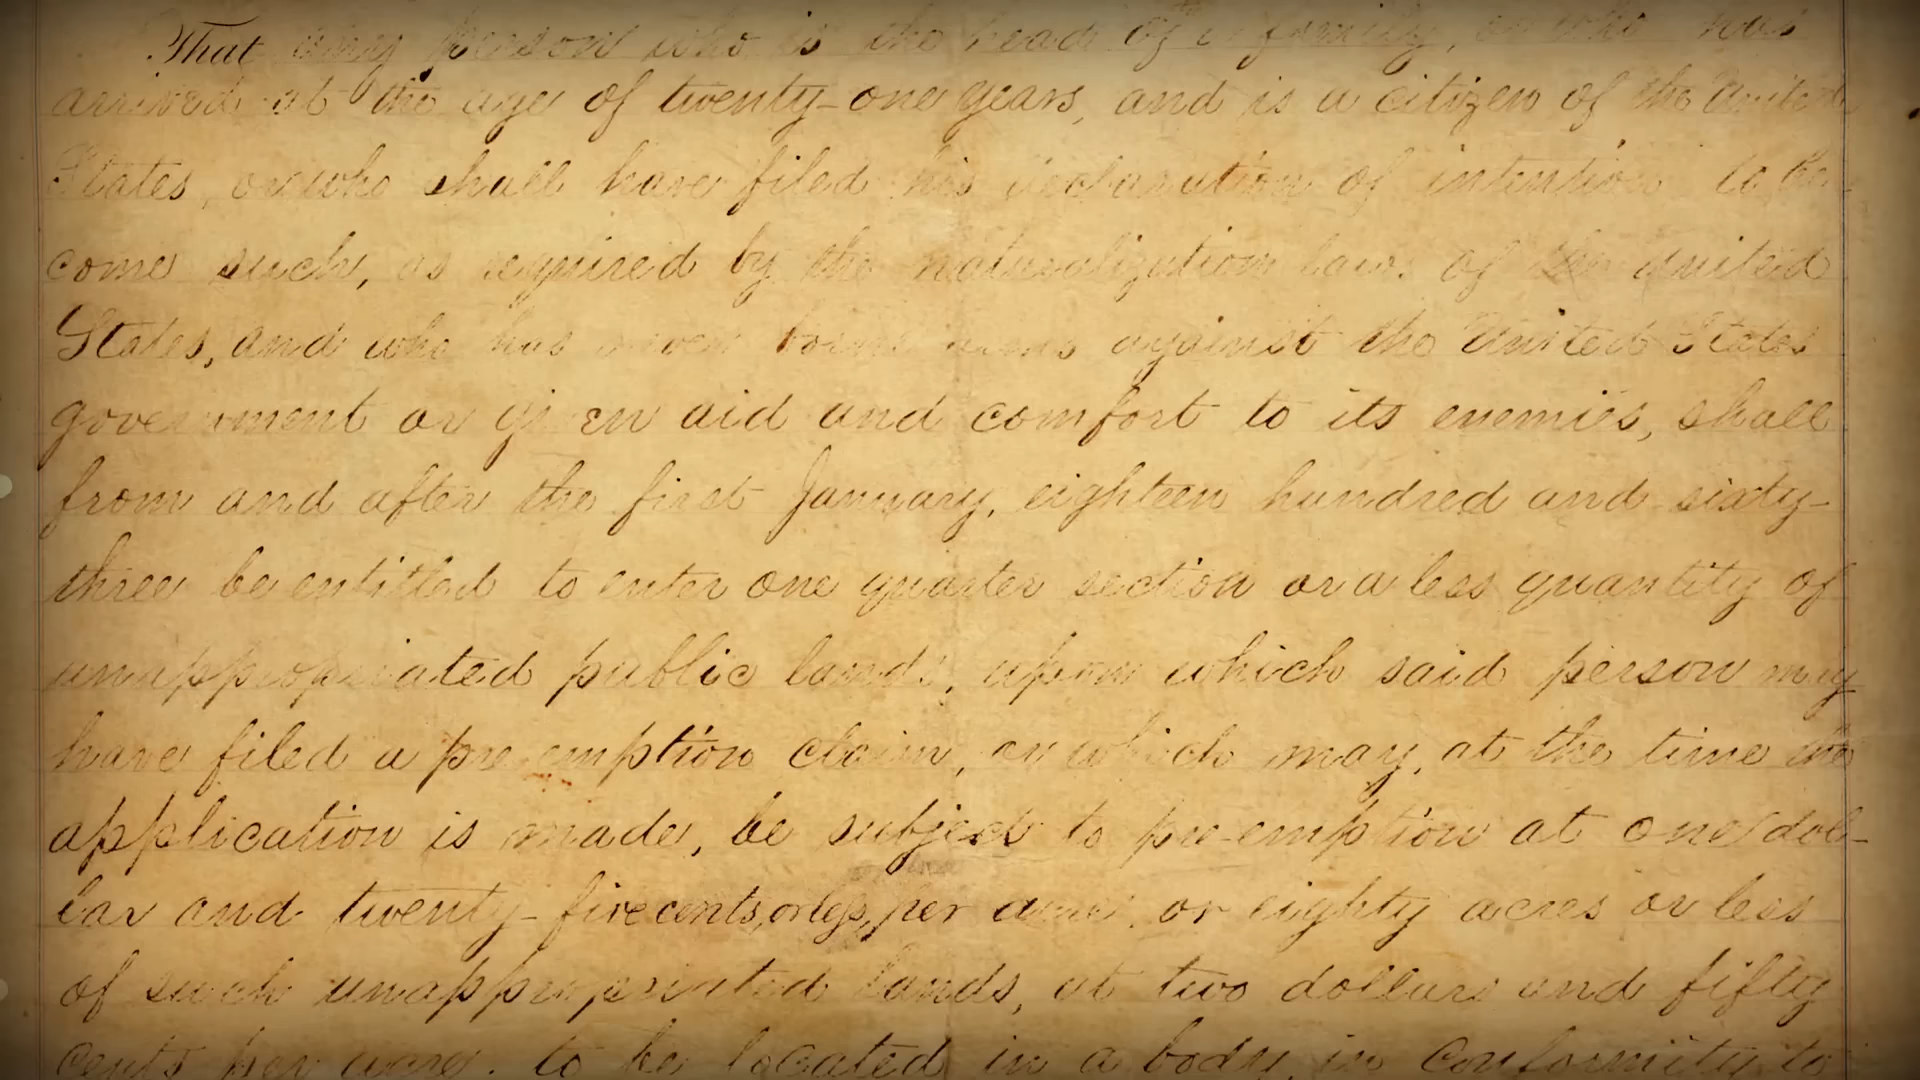 That any person who is the head of a family, or who has
arrived at the age of twenty-one years, and is a citizen of the United
States, or who shall have filed his declaration of intention to be-
come such, as required by the naturalization laws of the United
States, and who has never borne arms against the United States
government or given aid and comfort to its enemies, shall
from and after the first January, eighteen hundred and sixty-
three be entitled to enter one quarter section or a less quantity of
unappropriated public lands, upon which said person may
have filed a pre-emption claim, or which may, at the time the
application is made, be subject to pre-emption at one dol-
lar and twenty-five cents, or less, per acre or eighty acres or less
of such unappropriated lands, at two dollars and fifty
cents per acre. to be located in a body, in conformity to